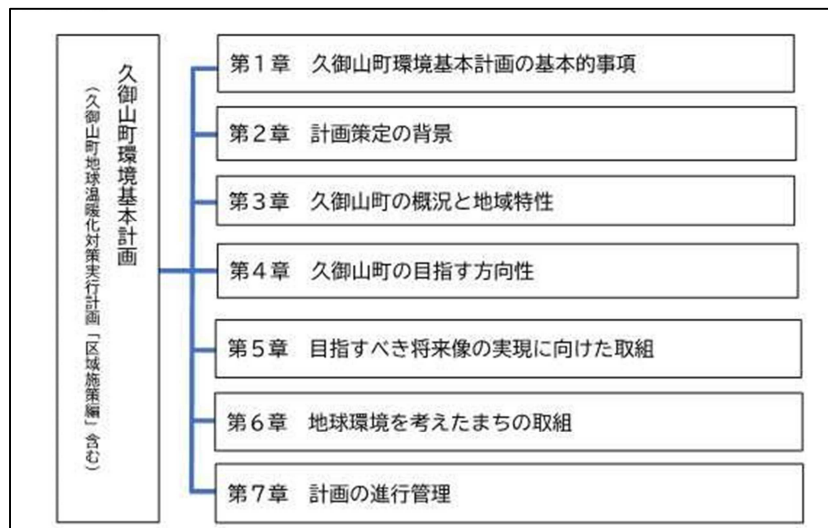 久御山町環境基本計画
（久御山町地球温暖化対策実行計画「区域施策編」含む）
第１章　久御山町環境基本計画の基本的事項
第２章　計画策定の背景
第３章　久御山町の概況と地域特性
第４章　久御山町の目指す方向性
第５章　目指すべき将来像の実現に向けた取組
第６章　地球環境を考えたまちの取組
第７章　計画の進行管理